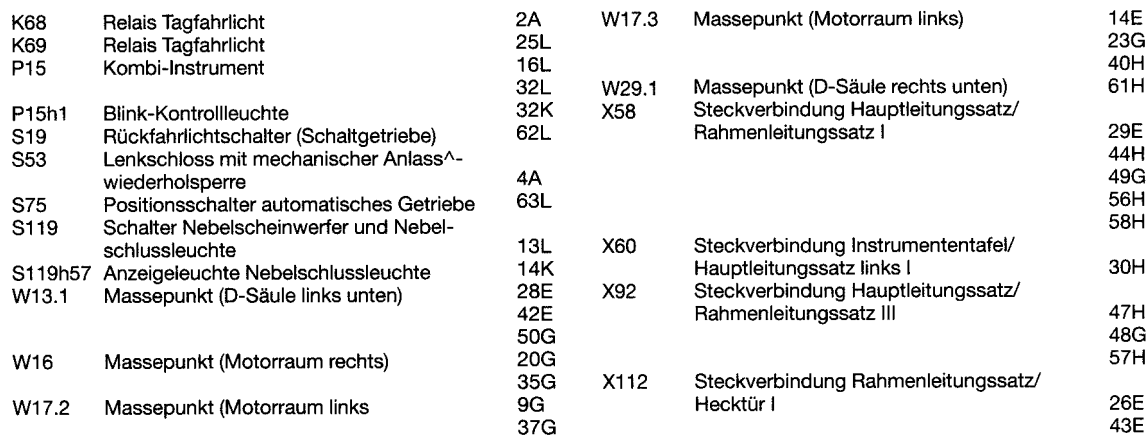 K68 Relais Tagfahrlicht 2A
K69 Relais Tagfahrlicht 25L
P15 Kombi-Instrument 16L
32L
P15h1 Blink-Kontrollleuchte 32K
S19 Rückfahrlichtschalter (Schaltgetriebe) 62L
S53 Lenkschloss mit mechanischer Anlass^-
wiederholsperre 4A
S75 Positionsschalter automatisches Getriebe 63L
S119 Schalter Nebelscheinwerfer und Nebel-
schlussleuchte 13L
S119h57 Anzeigeleuchte Nebelschlussleuchte 14K
W13.1 Massepunkt (D-Säule links unten) 28E
42E
50G
W16 Massepunkt (Motorraum rechts) 20G
35G
W17.2 Massepunkt (Motorraum links 9G
37G
W17.3 Massepunkt (Motorraum links) 14E
23G
40H
W29.1 Massepunkt (D-Säule rechts unten) 61H
X58 Steckverbindung Hauptleitungssatz/
Rahmenleitungssatz I 29E
44H
49G
56H
58H
X60 Steckverbindung Instrumententafel/
Hauptleitungssatz links I 30H
X92 Steckverbindung Hauptleitungssatz/
Rahmenleitungssatz III 47H
48G
57H
X112 Steckverbindung Rahmenleitungssatz/
Hecktür I 26E
43E